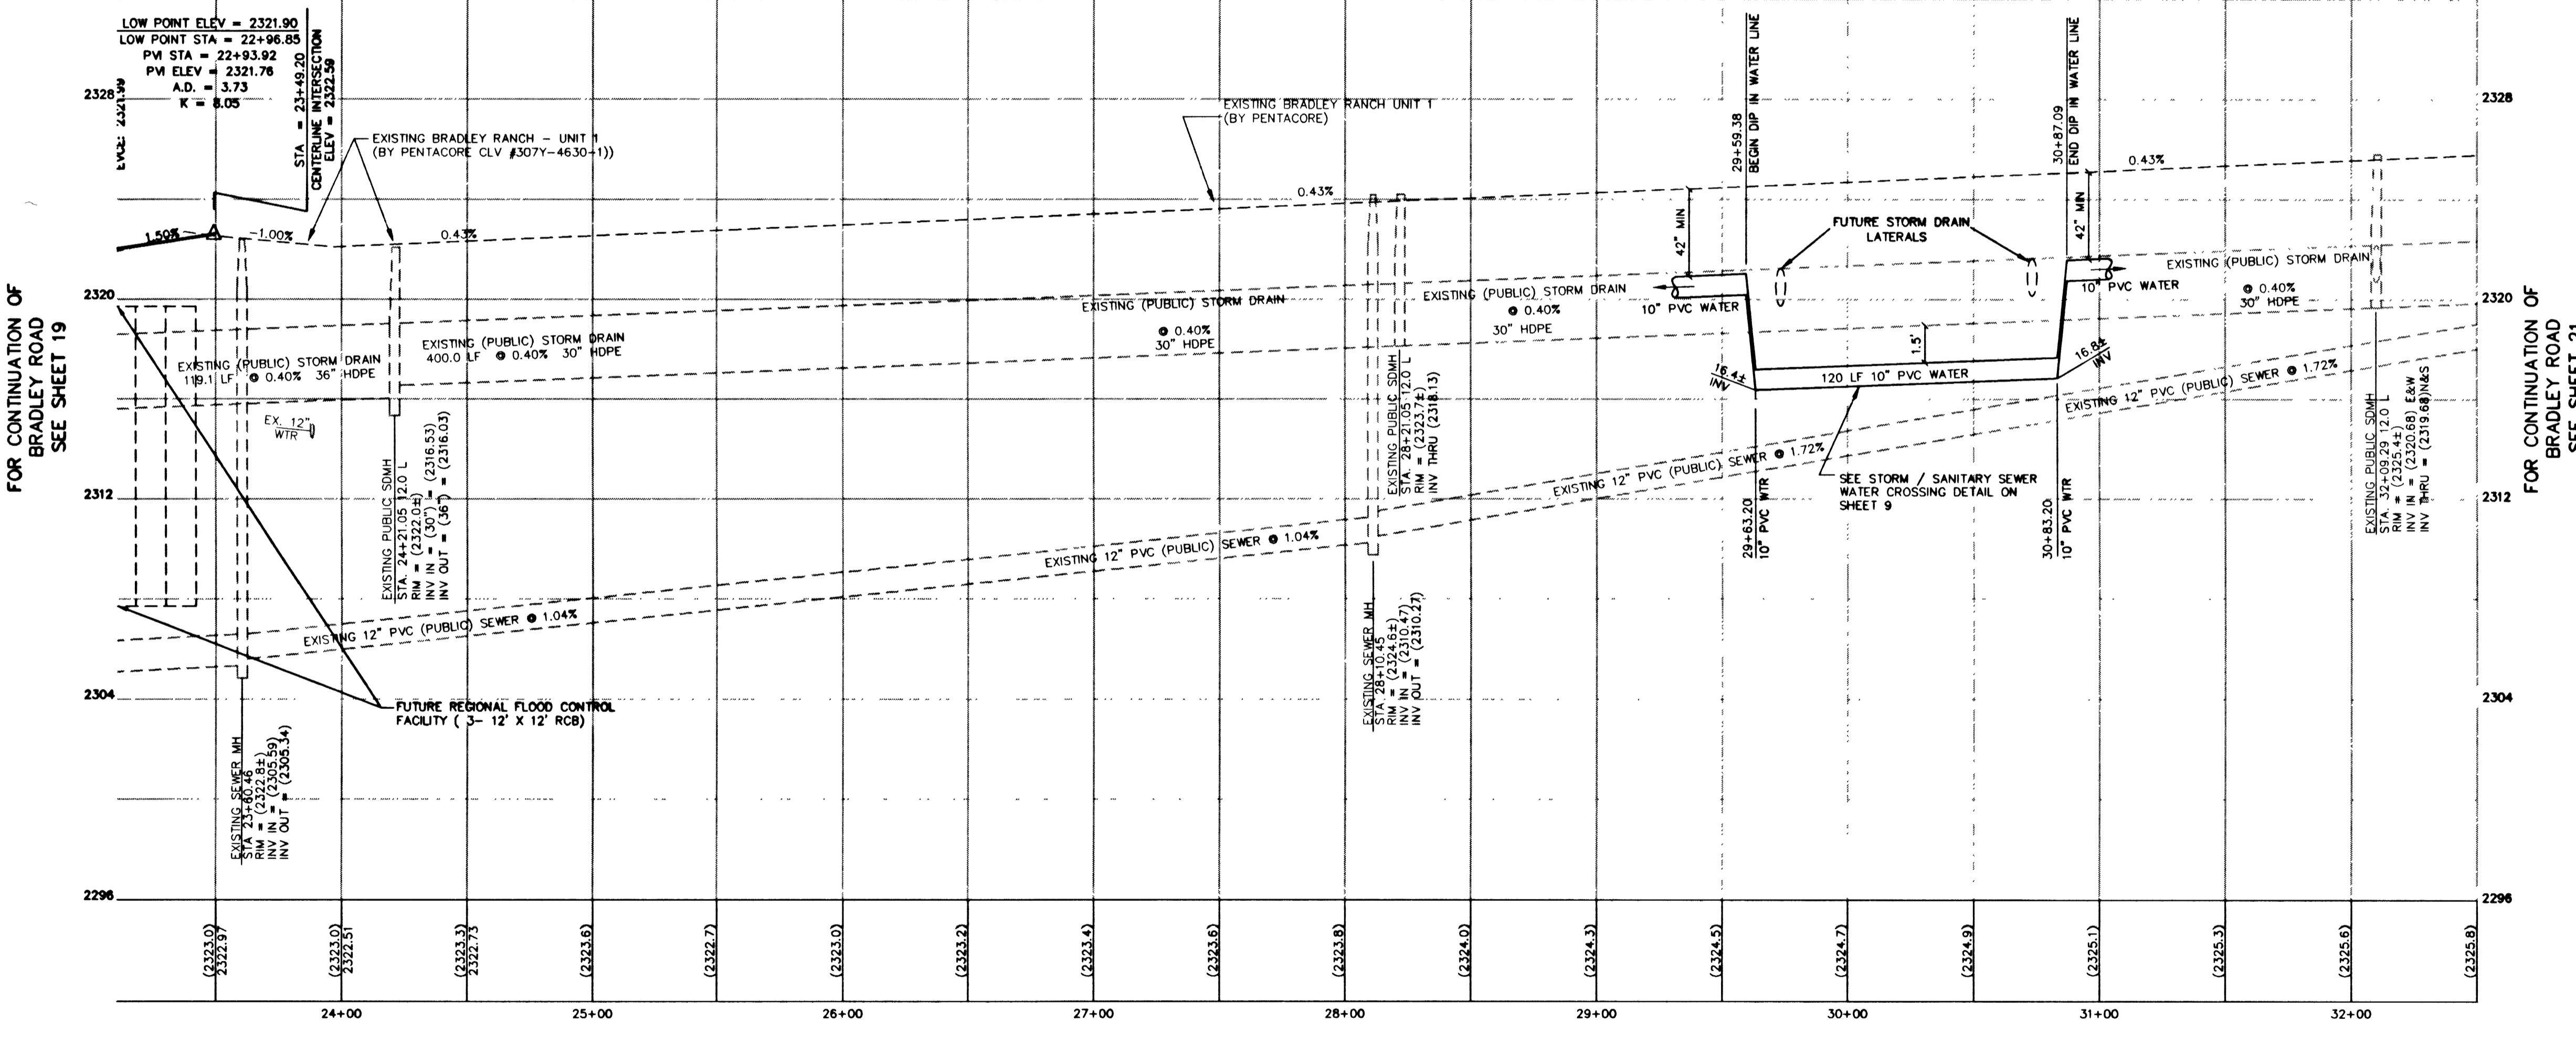 LOW POINT ELEV = 2321.90
LOW POINT STA = 22+96.85
PVI STA = 22+93.92
PVI ELEV = 2321.76
A.D. = 3.73
K = 8.05
EVCE: 2321.99
STA = 23+49.20
CENTERLINE INTERSECTION
ELEV = 2322.59
EXISTING BRADLEY RANCH - UNIT 1
(BY PENTACORE CLV #307Y-4630-1))
EXISTING BRADLEY RANCH UNIT 1
(BY PENTACORE)
29+59.38
BEGIN DIP IN WATER LINE
30+87.09
END DIP IN WATER LINE
2328
2328
1.50%
-1.00%
0.43%
0.43%
0.43%
42" MIN
42" MIN
FUTURE STORM DRAIN
LATERALS
FOR CONTINUATION OF
BRADLEY ROAD
SEE SHEET 19
FOR CONTINUATION OF
BRADLEY ROAD
SEE SHEET 21
2320
2320
EXISTING (PUBLIC) STORM DRAIN
119.1 LF @ 0.40% 36" HDPE
EXISTING (PUBLIC) STORM DRAIN
400.0 LF @ 0.40% 30" HDPE
EXISTING (PUBLIC) STORM DRAIN
@ 0.40%
30" HDPE
EXISTING (PUBLIC) STORM DRAIN
@ 0.40%
30" HDPE
10" PVC WATER
10" PVC WATER
EXISTING (PUBLIC) STORM DRAIN
@ 0.40%
30" HDPE
1.5'
16.4±
INV
16.8±
INV
120 LF 10" PVC WATER
EX. 12"
WTR
EXISTING PUBLIC SDMH
STA. 24+21.05 12.0 L
RIM = (2322.0±)
INV IN = (30") = (2316.53)
INV OUT = (36") = (2316.03)
EXISTING PUBLIC SDMH
STA. 28+21.05 12.0 L
RIM = (2323.7±)
INV THRU (2318.13)
EXISTING 12" PVC (PUBLIC) SEWER @ 1.72%
EXISTING 12" PVC (PUBLIC) SEWER @ 1.72%
SEE STORM / SANITARY SEWER
WATER CROSSING DETAIL ON
SHEET 9
29+63.20
10" PVC WTR
30+83.20
10" PVC WTR
EXISTING PUBLIC SDMH
STA. 32+09.29 12.0 L
RIM = (2325.4±)
INV IN = (2320.68) E&W
INV THRU = (2319.68)N&S
2312
2312
EXISTING 12" PVC (PUBLIC) SEWER @ 1.04%
EXISTING 12" PVC (PUBLIC) SEWER @ 1.04%
EXISTING SEWER MH
STA. 28+10.45
RIM = (2324.6±)
INV IN = (2310.47)
INV OUT = (2310.27)
2304
2304
FUTURE REGIONAL FLOOD CONTROL
FACILITY ( 3- 12' X 12' RCB)
EXISTING SEWER MH
STA 23+60.46
RIM = (2322.8±)
INV IN = (2305.59)
INV OUT = (2305.34)
2296
2296
(2323.0)
2322.97
(2323.0)
2322.51
(2323.3)
2322.73
(2323.6)
(2322.7)
(2323.0)
(2323.2)
(2323.4)
(2323.6)
(2323.8)
(2324.0)
(2324.3)
(2324.5)
(2324.7)
(2324.9)
(2325.1)
(2325.3)
(2325.6)
(2325.8)
24+00
25+00
26+00
27+00
28+00
29+00
30+00
31+00
32+00